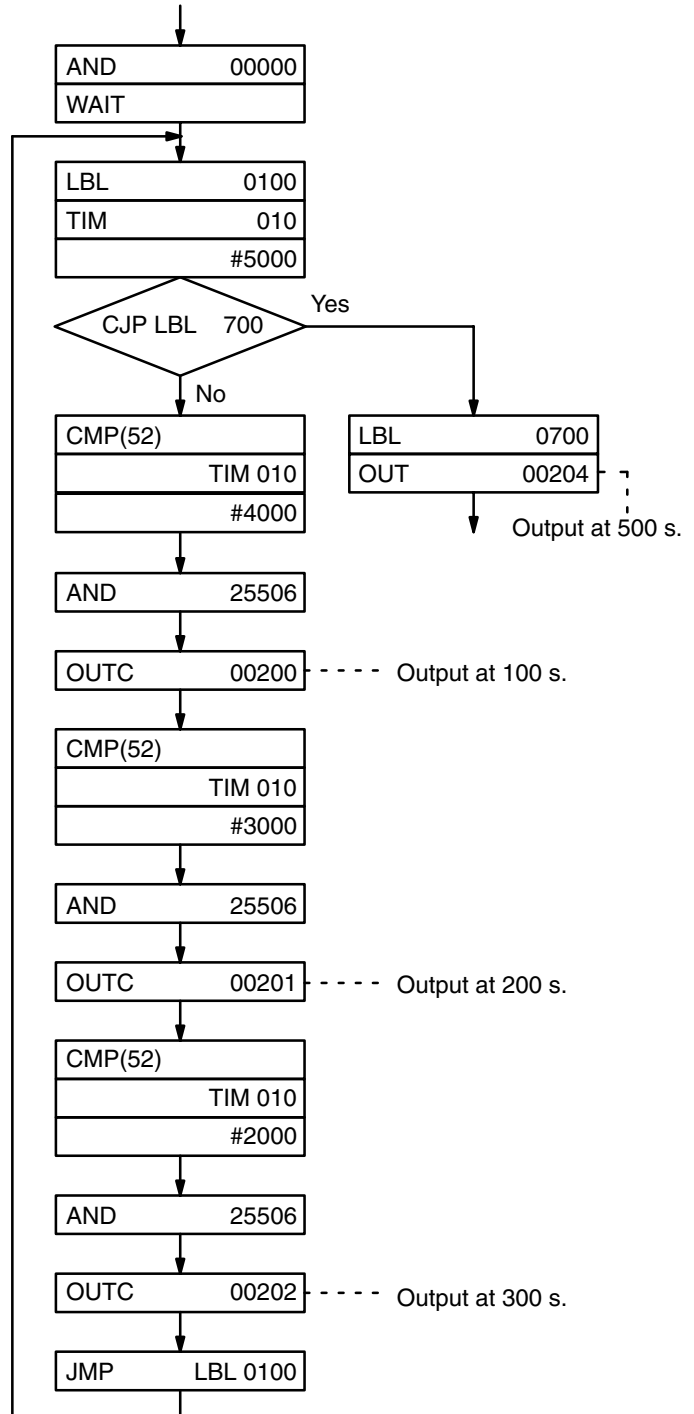 AND 00000
WAIT
LBL 0100
TIM 010
#5000
CJP LBL 700
Yes
No
CMP(52)
TIM 010
#4000
LBL 0700
OUT 00204
Output at 500 s.
AND 25506
OUTC 00200
Output at 100 s.
CMP(52)
TIM 010
#3000
AND 25506
OUTC 00201
Output at 200 s.
CMP(52)
TIM 010
#2000
AND 25506
OUTC 00202
Output at 300 s.
JMP LBL 0100